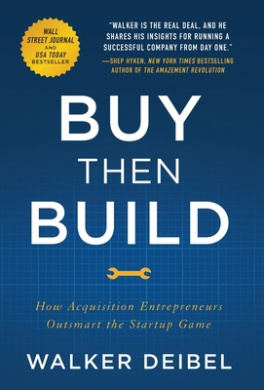 "WALKER IS THE REAL DEAL, AND HE
SHARES HIS INSIGHTS FOR RUNNING A
SUCCESSFUL COMPANY FROM DAY ONE."
—SHEP HYKEN, NEW YORK TIMES BESTSELLING
AUTHOR OF THE AMAZEMENT REVOLUTION
WALL
STREET JOURNAL
AND
USA TODAY
BESTSELLER
BUY
THEN
BUILD
How Acquisition Entrepreneurs
Outsmart the Startup Game
WALKER DEIBEL